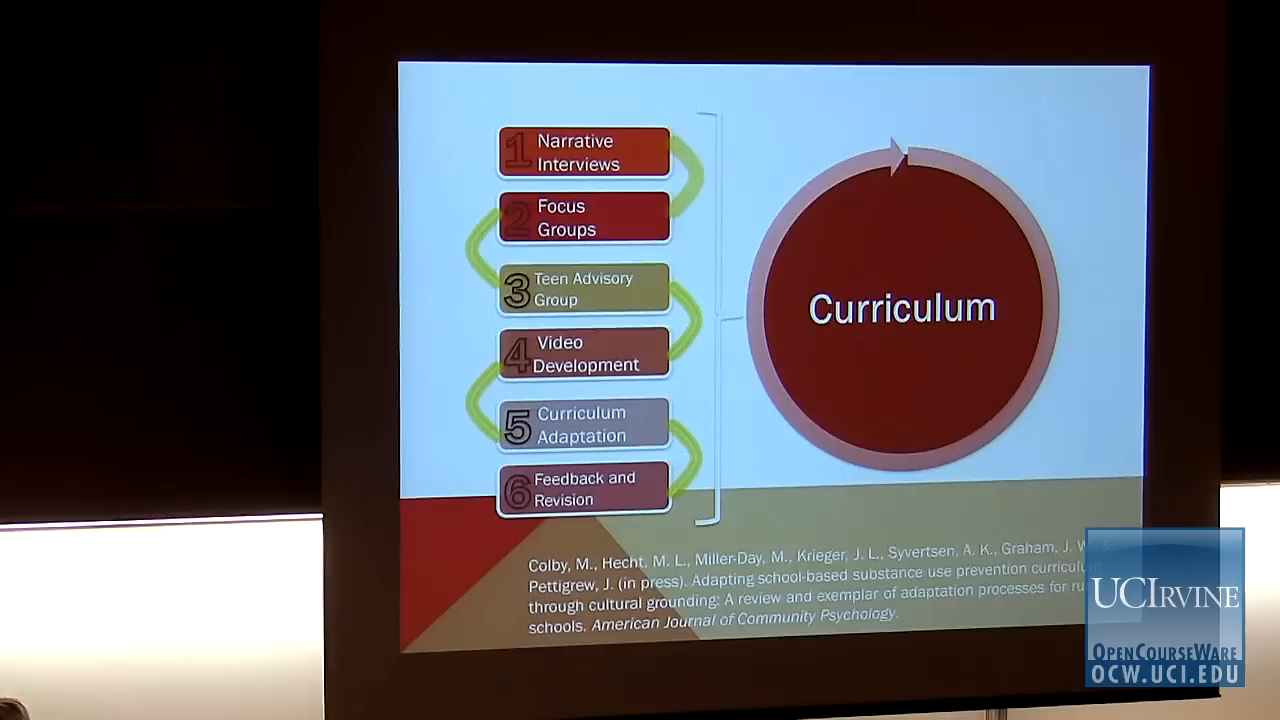 1 Narrative
Interviews
2 Focus
Groups
3 Teen Advisory
Group
4 Video
Development
5 Curriculum
Adaptation
6 Feedback and
Revision
Curriculum
Colby, M., Hecht, M. L., Miller-Day, M., Krieger, J. L., Syvertsen, A. K., Graham, J. W.
Pettigrew, J. (in press). Adapting school-based substance use prevention curriculum
through cultural grounding: A review and exemplar of adaptation processes for
schools. American Journal of Community Psychology.
UCIRVINE
OPENCOURSEWARE
OCW.UCI.EDU